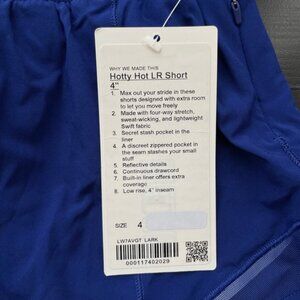 WHY WE MADE THIS
Hotty Hot LR Short
4"
1. Max out your stride in these
shorts designed with extra room
to let you move freely
2. Made with four-way stretch,
sweat-wicking, and lightweight
Swift fabric
3. Secret stash pocket in the
liner
4. A discreet zippered pocket in
the seam stashes your small
stuff
5. Reflective details
6. Continuous drawcord
7. Built-in liner offers extra
coverage
8. Low rise, 4" inseam
SIZE 4
LW7AVGT LARK
000117402029